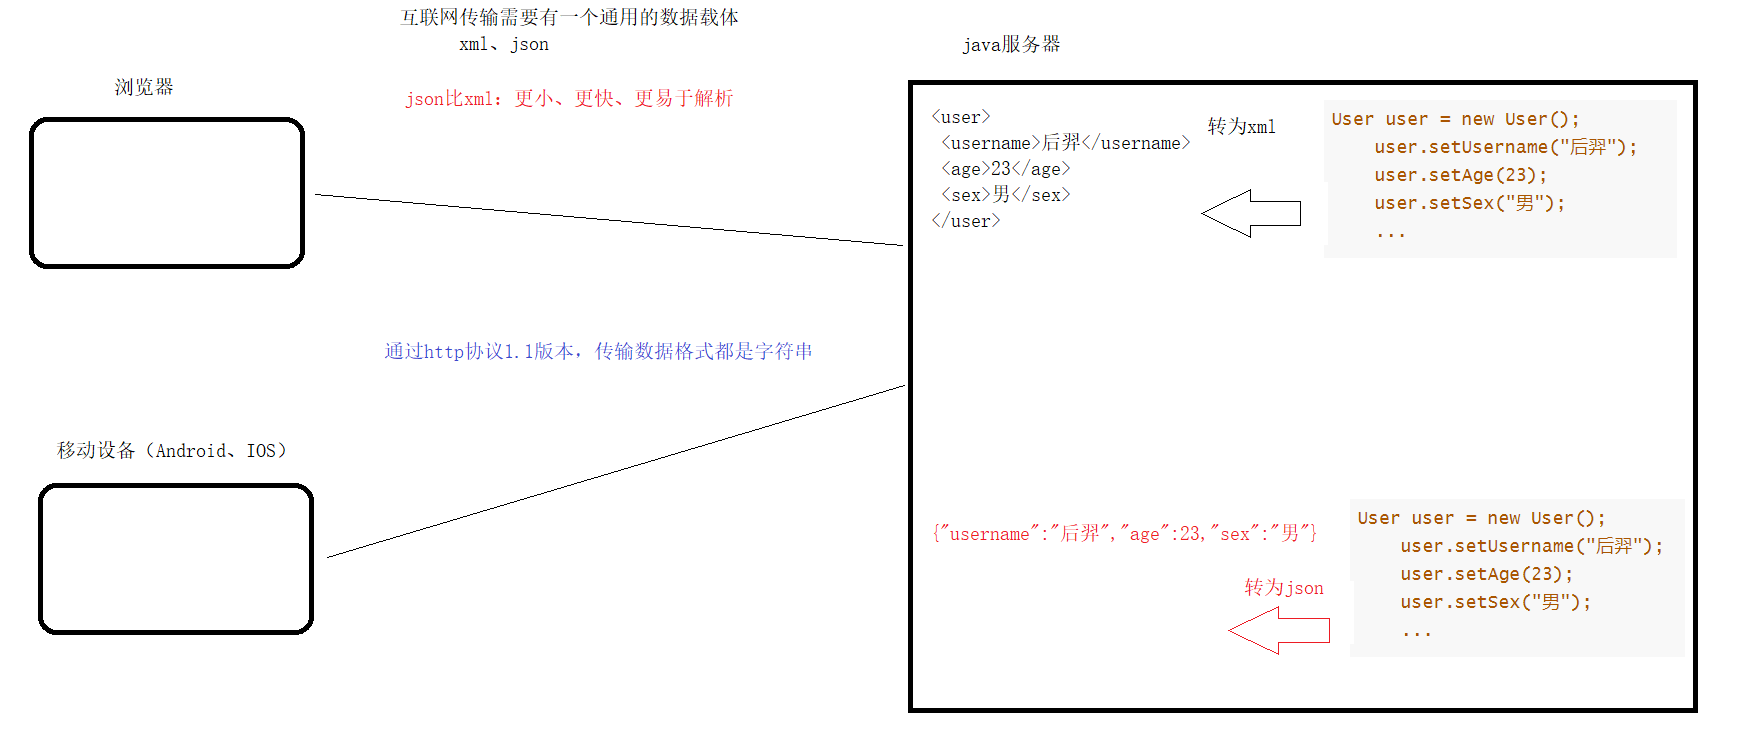 互联网传输需要有一个通用的数据载体
xml、json
json比xml：更小、更快、更易于解析
浏览器
通过http协议1.1版本，传输数据格式都是字符串
移动设备（Android、IOS）
java服务器
<user>
<username>后羿</username>
<age>23</age>
<sex>男</sex>
</user>
转为xml
User user = new User();
user.setUsername("后羿");
user.setAge(23);
user.setSex("男");
...
{"username":"后羿","age":23,"sex":"男"}
转为json
User user = new User();
user.setUsername("后羿");
user.setAge(23);
user.setSex("男");
...